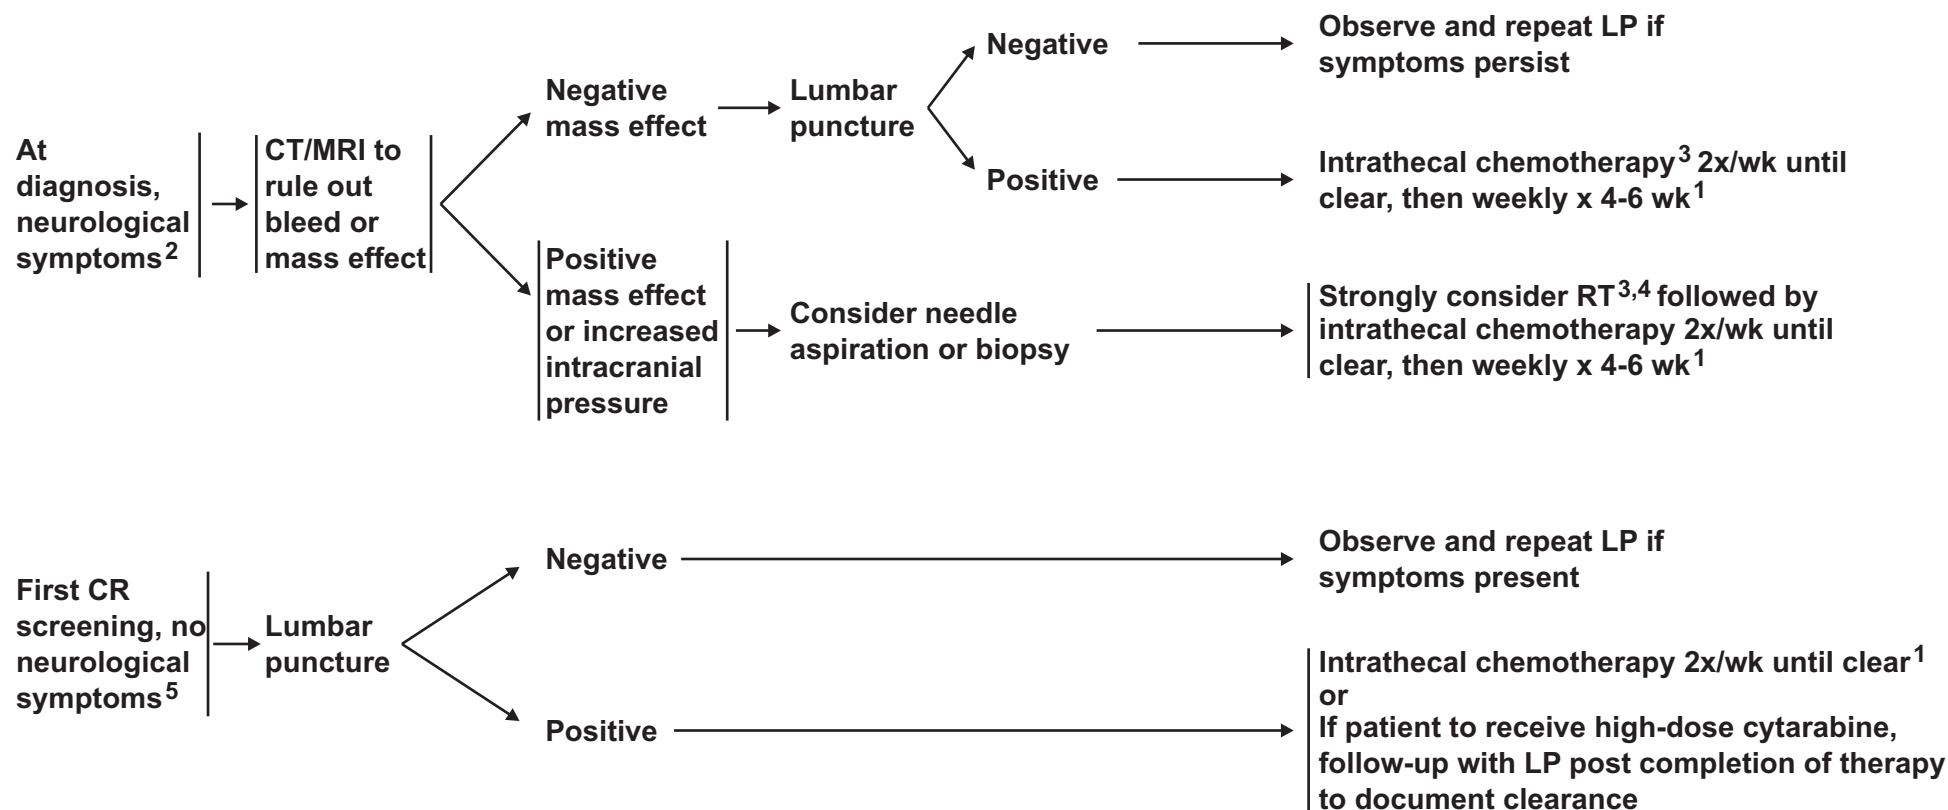 At
diagnosis,
neurological
symptoms2
CT/MRI to
rule out
bleed or
mass effect
Negative
mass effect
Lumbar
puncture
Negative
Observe and repeat LP if
symptoms persist
Positive
Intrathecal chemotherapy3 2x/wk until
clear, then weekly x 4-6 wk1
Positive
mass effect
or increased
intracranial
pressure
Consider needle
aspiration or biopsy
Strongly consider RT3,4 followed by
intrathecal chemotherapy 2x/wk until
clear, then weekly x 4-6 wk1
First CR
screening, no
neurological
symptoms5
Lumbar
puncture
Negative
Observe and repeat LP if
symptoms present
Positive
Intrathecal chemotherapy 2x/wk until clear1
or
If patient to receive high-dose cytarabine,
follow-up with LP post completion of therapy
to document clearance